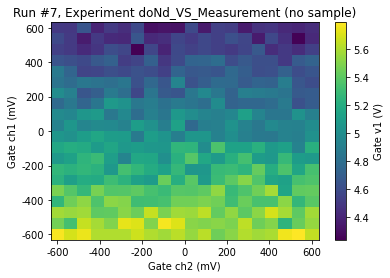 Run #7, Experiment doNd_VS_Measurement (no sample)
600
400
200
0
-200
-400
-600
Gate ch1 (mV)
-600 -400 -200 0 200 400 600
Gate ch2 (mV)
5.6
5.4
5.2
5
4.8
4.6
4.4
Gate v1 (V)